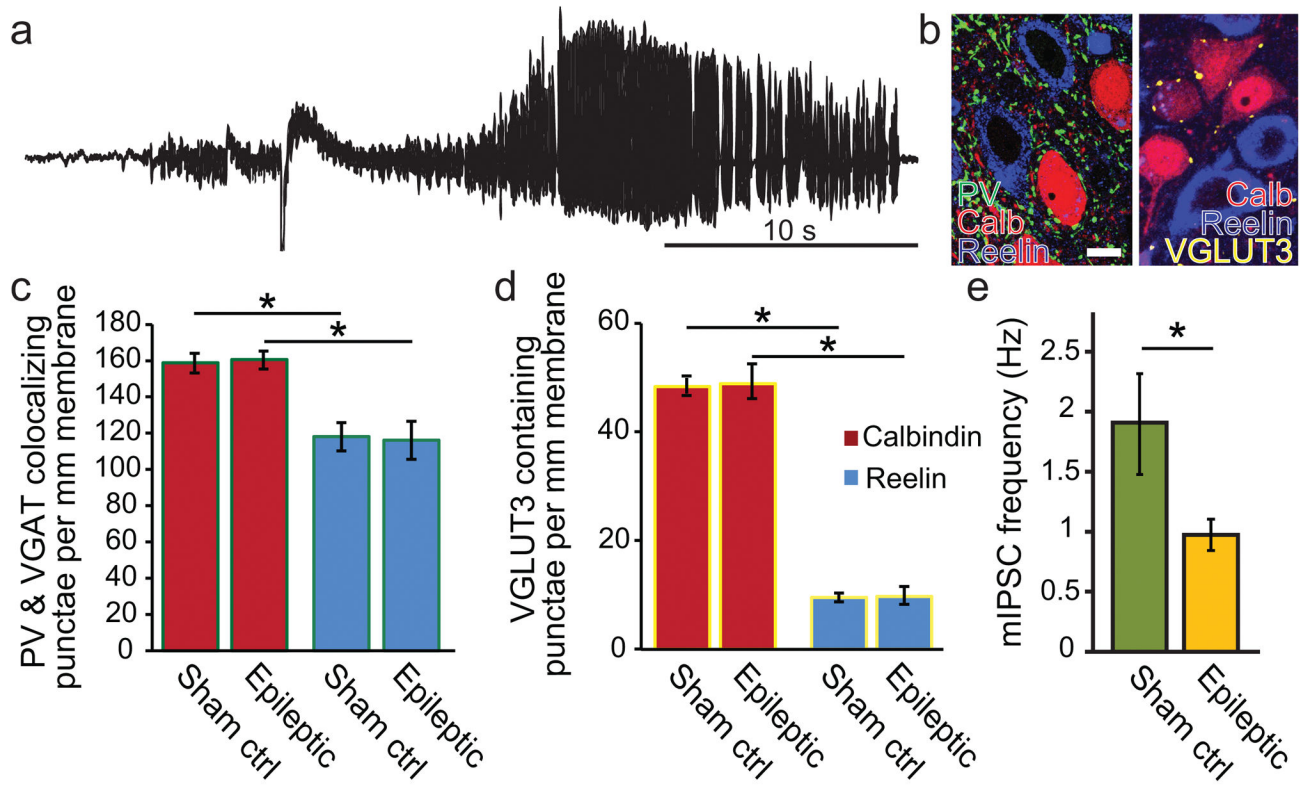 a
10 s
b
PV
Calb
Reelin
Calb
Reelin
VGLUT3
c
PV & VGAT colocalizing
punctae per mm membrane
180
160
140
120
100
80
60
40
20
0
*
*
Sham ctrl
Epileptic
Sham ctrl
Epileptic
d
VGLUT3 containing
punctae per mm membrane
60
40
20
0
*
*
Calbindin
Reelin
Sham ctrl
Epileptic
Sham ctrl
Epileptic
e
mIPSC frequency (Hz)
2.5
2
1.5
1
0.5
0
*
Sham ctrl
Epileptic